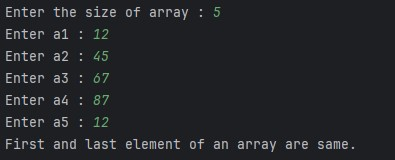 Enter the size of array : 5
Enter a1 : 12
Enter a2 : 45
Enter a3 : 67
Enter a4 : 87
Enter a5 : 12
First and last element of an array are same.